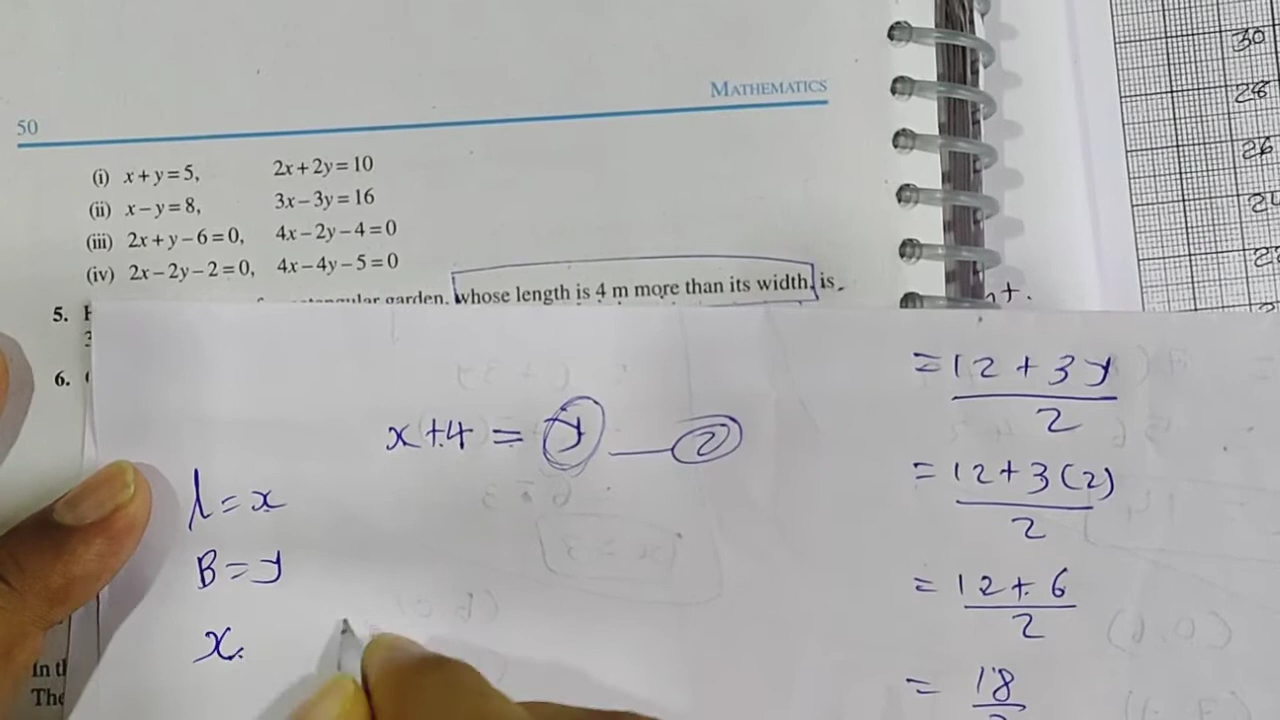 MATHEMATICS
50
(i) x+y=5, 2x+2y=10
(ii) x−y=8, 3x−3y=16
(iii) 2x+y−6=0, 4x−2y−4=0
(iv) 2x−2y−2=0, 4x−4y−5=0
5. garden, whose length is 4 m more than its width, is
6.
x+4 = y — 2
l = x
B = y
x
= 12 + 3y
2
= 12 + 3(2)
2
= 12 + 6
2
= 18
In
The
30
28
26